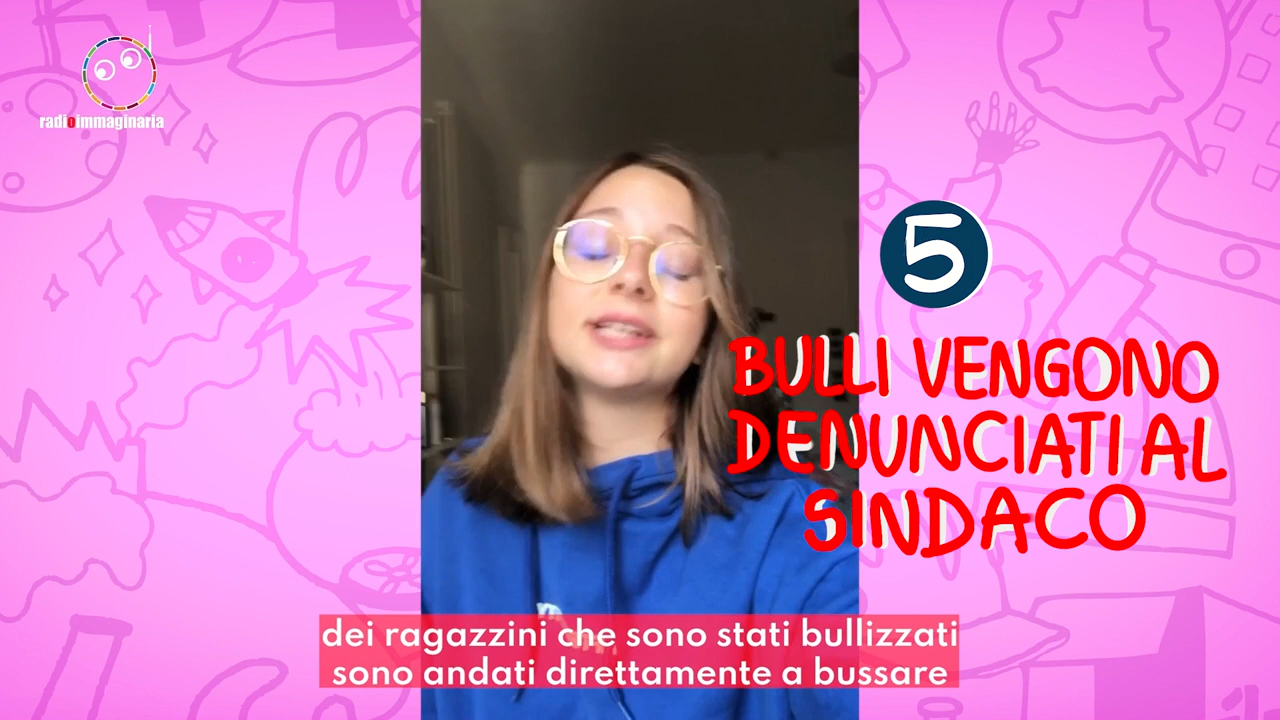 radioimmaginaria
5
BULLI VENGONO
DENUNCIATI AL
SINDACO
dei ragazzini che sono stati bullizzati
sono andati direttamente a bussare